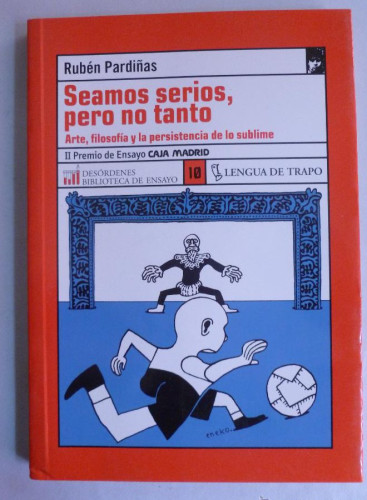 Rubén Pardiñas
Seamos serios,
pero no tanto
Arte, filosofía y la persistencia de lo sublime
II Premio de Ensayo CAJA MADRID
DESÓRDENES
BIBLIOTECA DE ENSAYO
10
LENGUA DE TRAPO